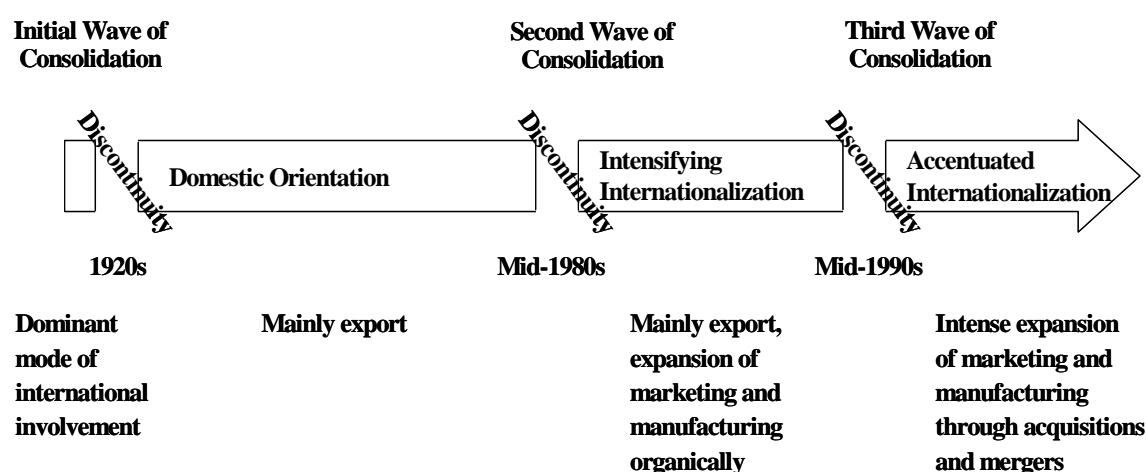 Initial Wave of
Consolidation
Second Wave of
Consolidation
Third Wave of
Consolidation
Discontinuity
Domestic Orientation
Discontinuity
Intensifying
Internationalization
Discontinuity
Accentuated
Internationalization
1920s
Mid-1980s
Mid-1990s
Dominant
mode of
international
involvement
Mainly export
Mainly export,
expansion of
marketing and
manufacturing
organically
Intense expansion
of marketing and
manufacturing
through acquisitions
and mergers